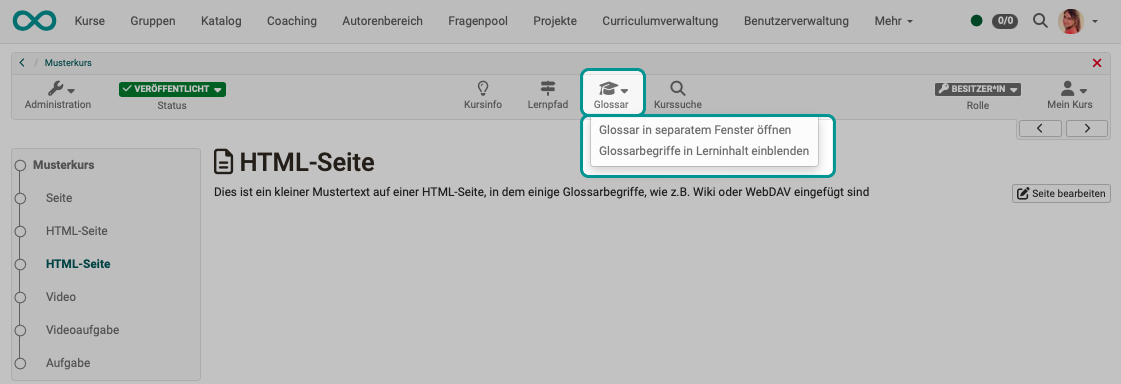 Kurse Gruppen Katalog Coaching Autorenbereich Fragenpool Projekte Curriculumverwaltung Benutzerverwaltung Mehr 0/0
/ Musterkurs
Administration
VERÖFFENTLICHT
Status
Kursinfo
Lernpfad
Glossar
Kurssuche
BESITZER*IN
Rolle
Mein Kurs
Glossar in separatem Fenster öffnen
Glossarbegriffe in Lerninhalt einblenden
Musterkurs
Seite
HTML-Seite
HTML-Seite
Video
Videoaufgabe
Aufgabe
HTML-Seite
Dies ist ein kleiner Mustertext auf einer HTML-Seite, in dem einige Glossarbegriffe, wie z.B. Wiki oder WebDAV eingefügt sind
Seite bearbeiten